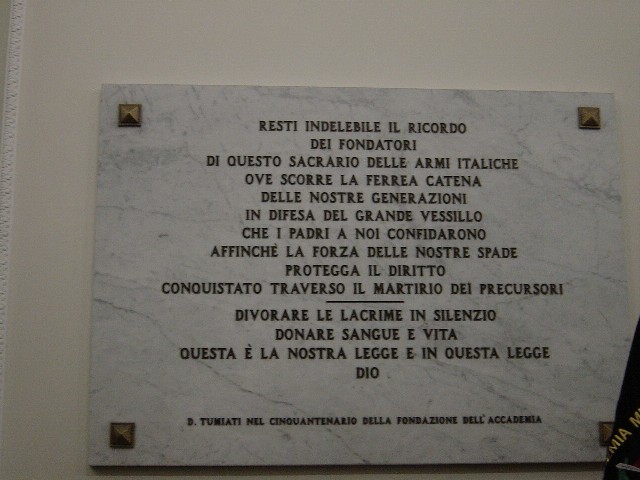 RESTI INDELEBILE IL RICORDO
DEI FONDATORI
DI QUESTO SACRARIO DELLE ARMI ITALICHE
OVE SCORRE LA FERREA CATENA
DELLE NOSTRE GENERAZIONI
IN DIFESA DEL GRANDE VESSILLO
CHE I PADRI A NOI CONFIDARONO
AFFINCHÈ LA FORZA DELLE NOSTRE SPADE
PROTEGGA IL DIRITTO
CONQUISTATO TRAVERSO IL MARTIRIO DEI PRECURSORI
DIVORARE LE LACRIME IN SILENZIO
DONARE SANGUE E VITA
QUESTA È LA NOSTRA LEGGE E IN QUESTA LEGGE
DIO
D. TUMIATI NEL CINQUANTENARIO DELLA FONDAZIONE DELL'ACCADEMIA